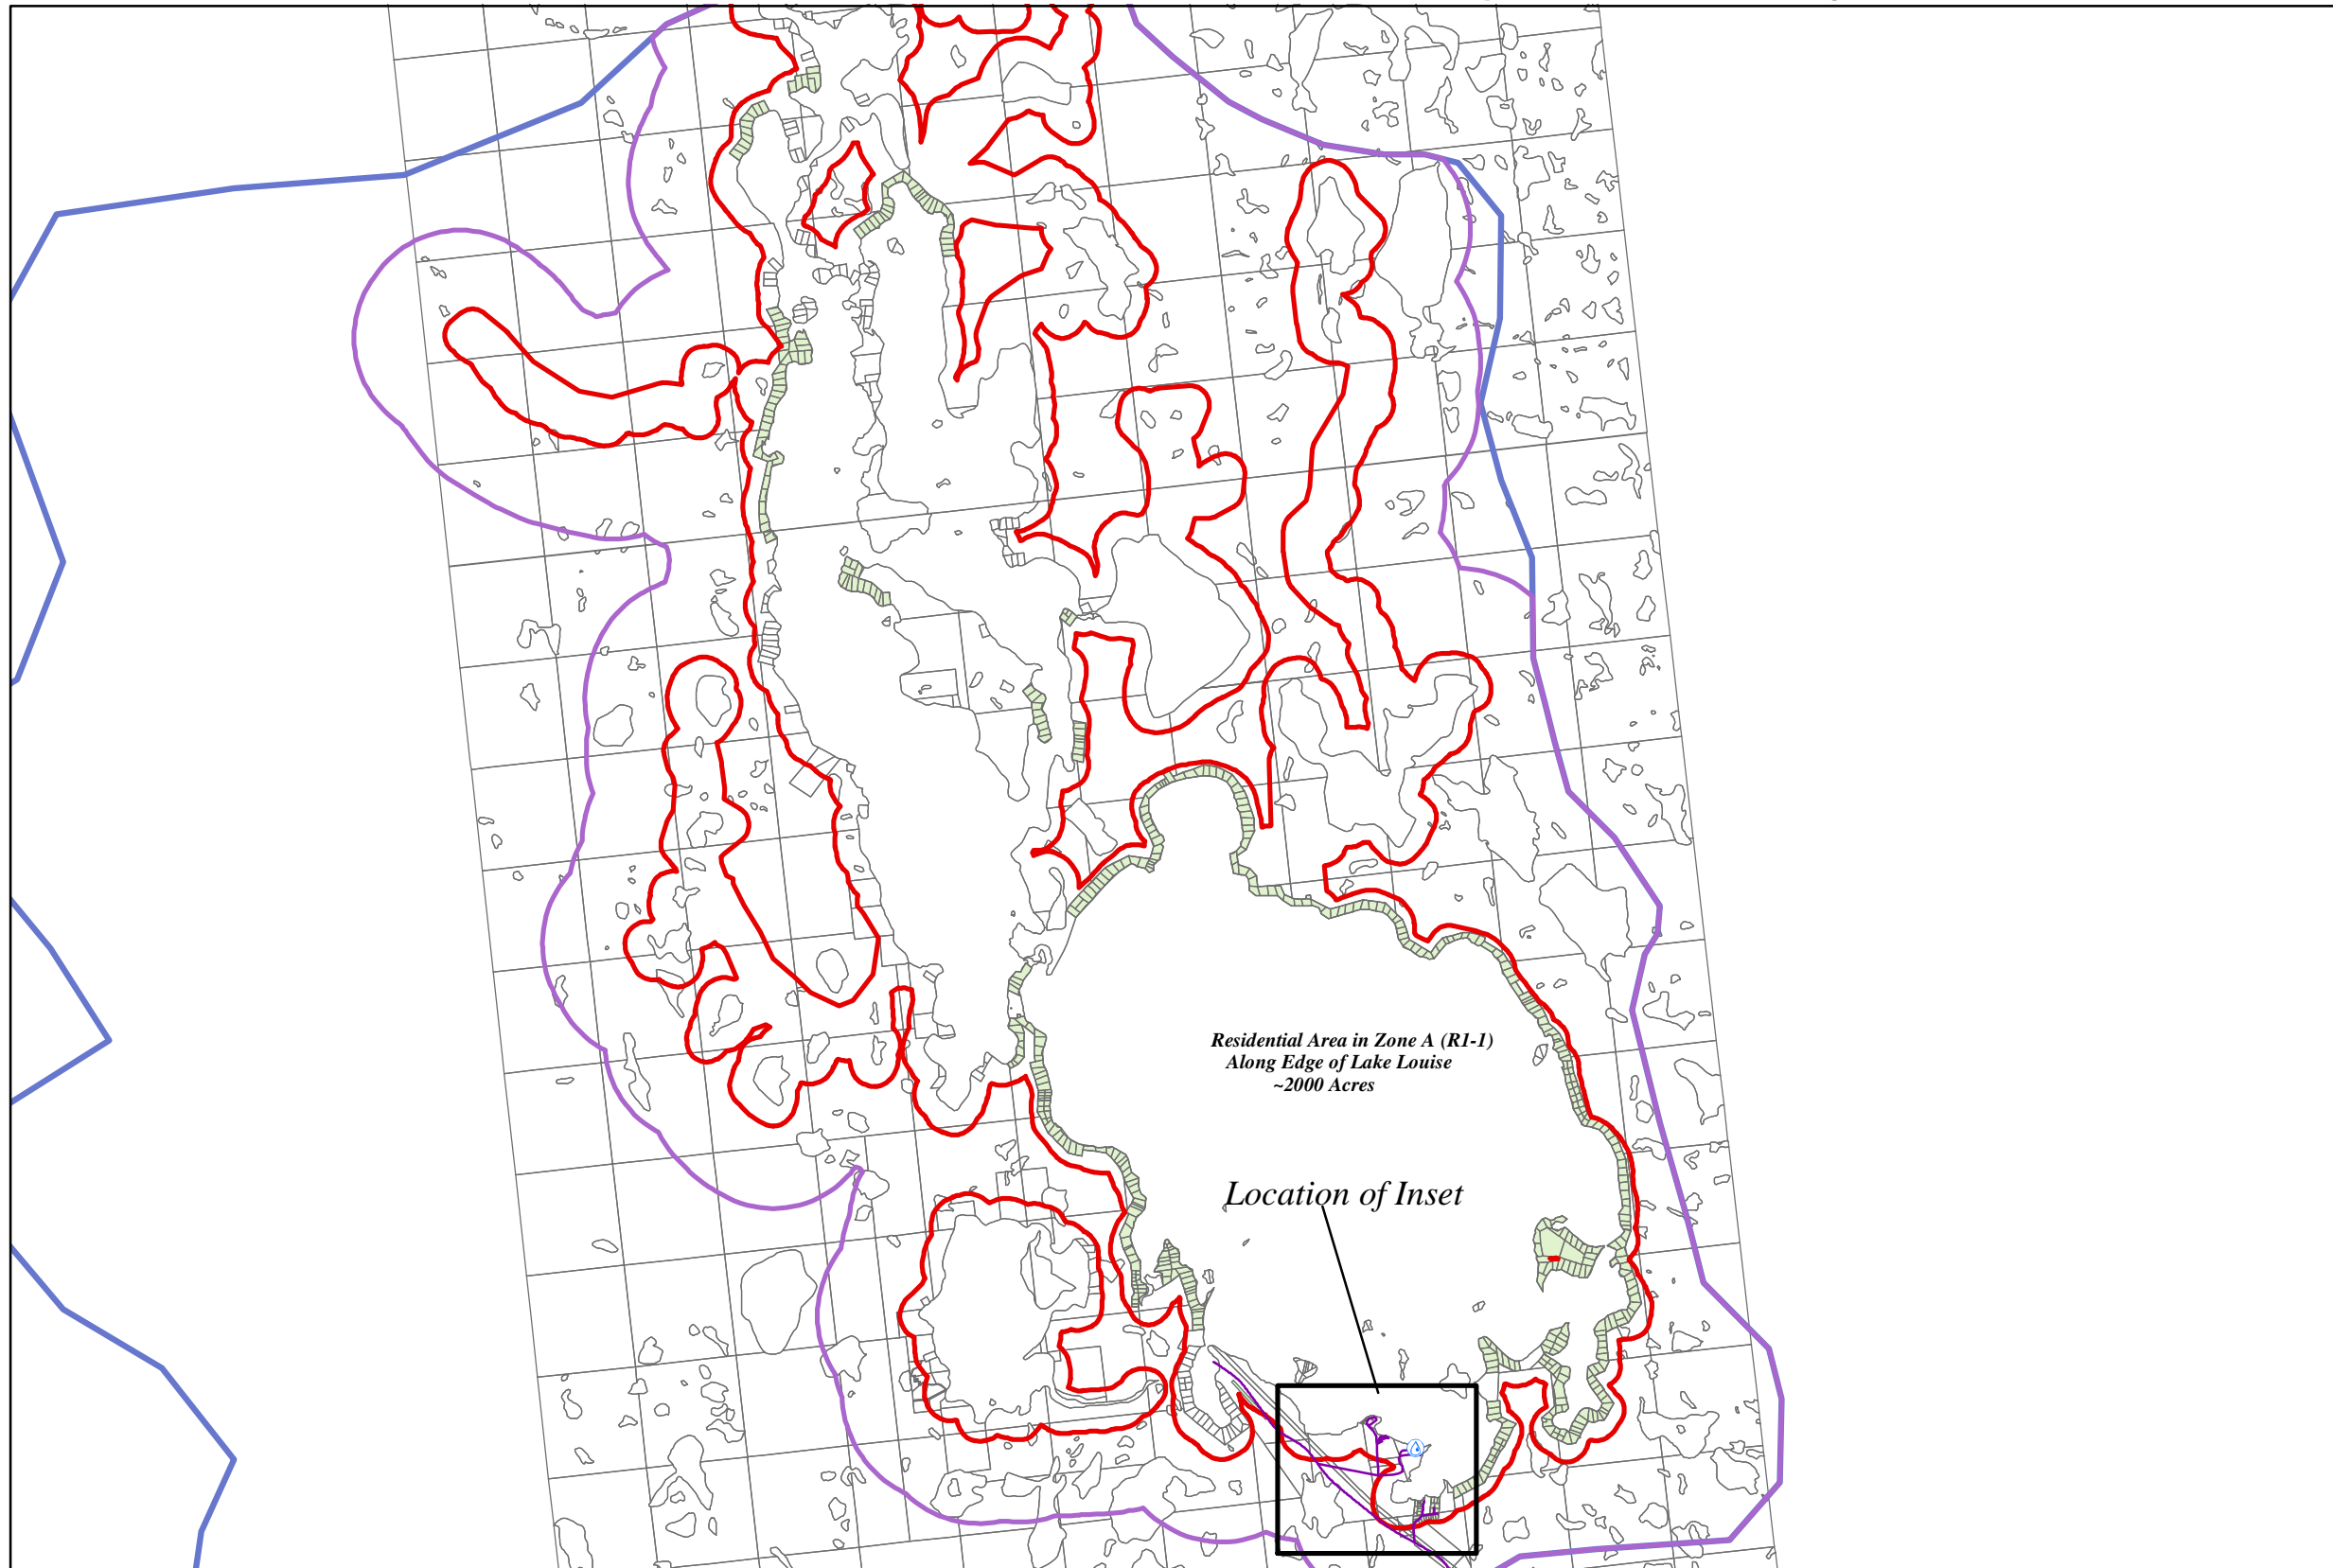 Residential Area in Zone A (R1-1)
Along Edge of Lake Louise
~2000 Acres
Location of Inset